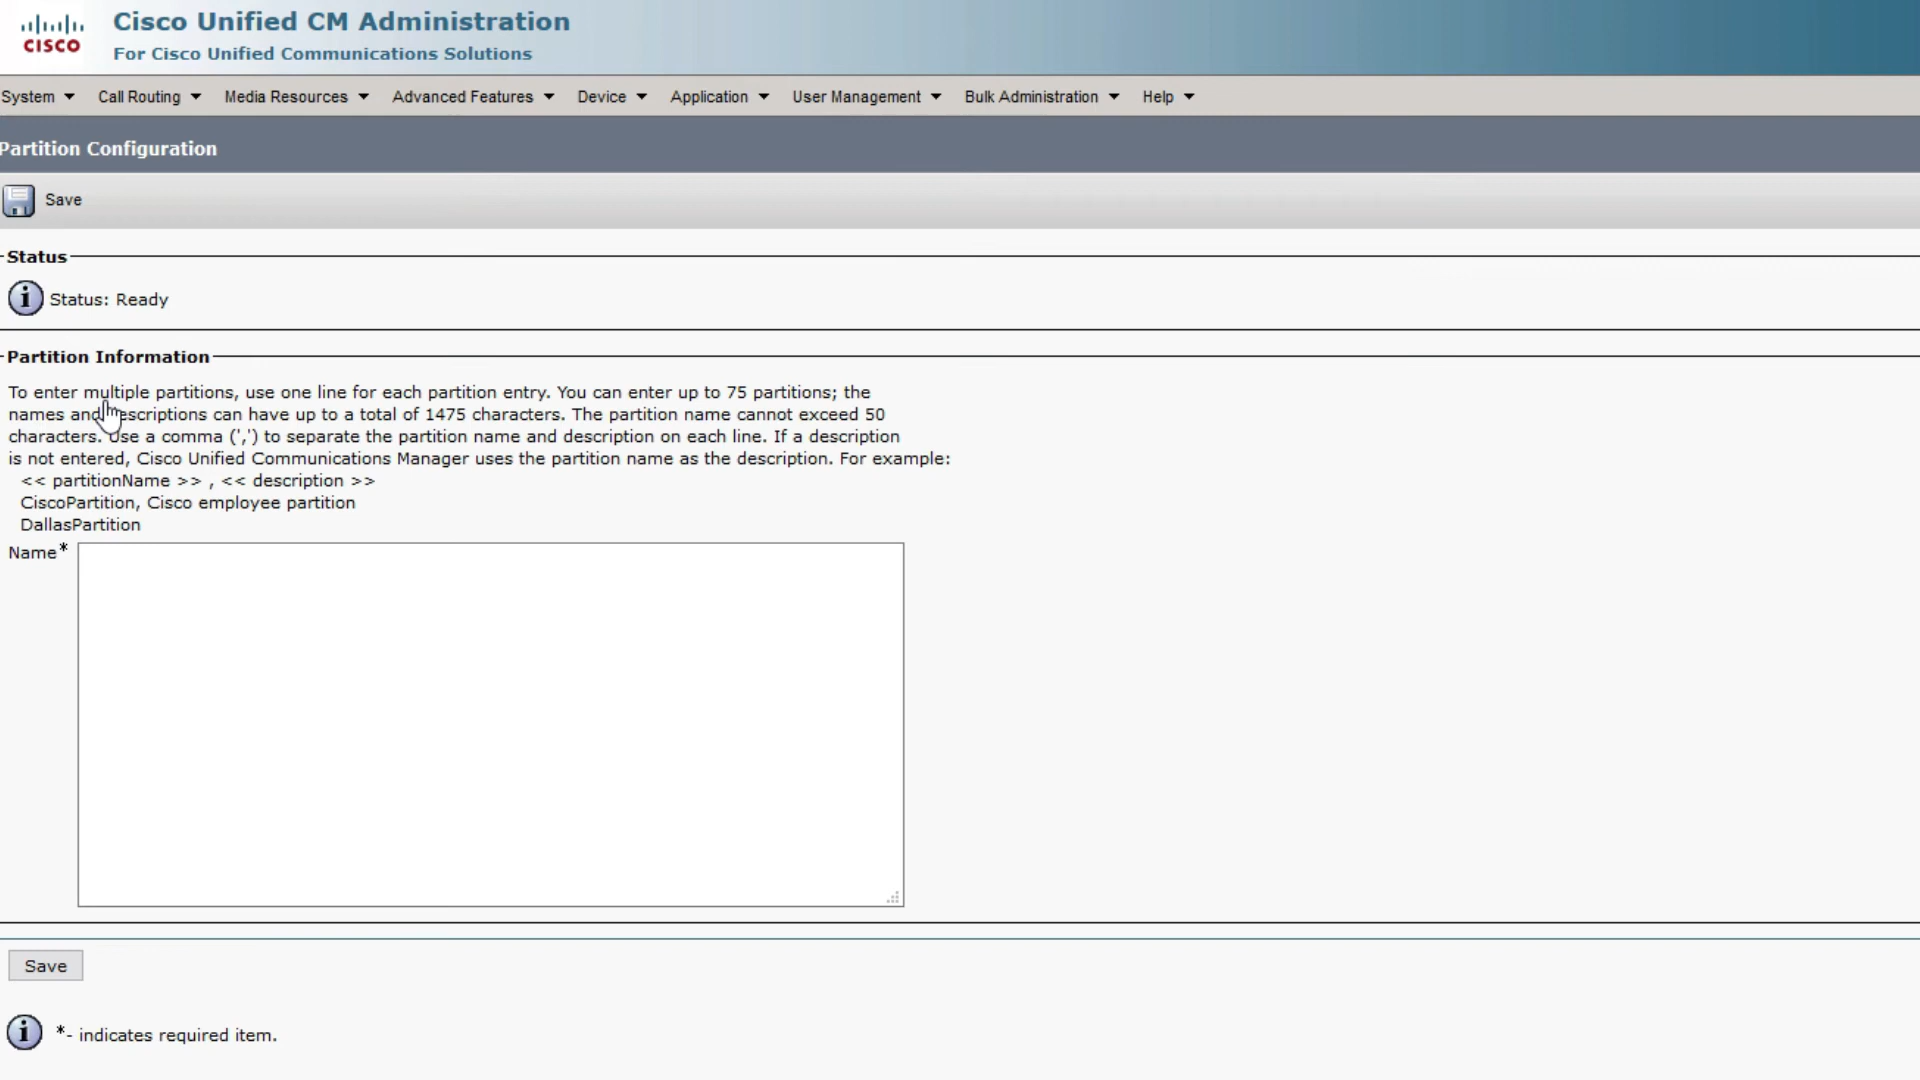 CISCO
Cisco Unified CM Administration
For Cisco Unified Communications Solutions
System Call Routing Media Resources Advanced Features Device Application User Management Bulk Administration Help
Partition Configuration
Save
Status
Status: Ready
Partition Information
To enter multiple partitions, use one line for each partition entry. You can enter up to 75 partitions; the
names and descriptions can have up to a total of 1475 characters. The partition name cannot exceed 50
characters. Use a comma (',') to separate the partition name and description on each line. If a description
is not entered, Cisco Unified Communications Manager uses the partition name as the description. For example:
<< partitionName >> , << description >>
CiscoPartition, Cisco employee partition
DallasPartition
Name*
Save
*- indicates required item.